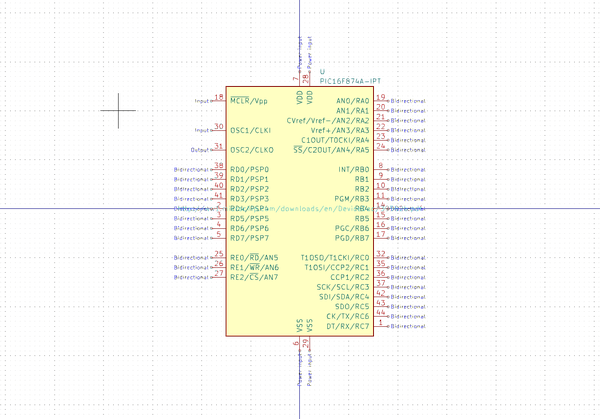 Power input
Power input
7
28
U
PIC16F874A-IPT
VDD
VDD
Input 18 MCLR/Vpp
AN0/RA0 19 Bidirectional
AN1/RA1 20 Bidirectional
CVref/Vref-/AN2/RA2 21 Bidirectional
Input 30 OSC1/CLKI
Vref+/AN3/RA3 22 Bidirectional
C1OUT/T0CKI/RA4 23 Bidirectional
Output 31 OSC2/CLKO
SS/C2OUT/AN4/RA5 24 Bidirectional
Bidirectional 38 RD0/PSP0
INT/RB0 8 Bidirectional
Bidirectional 39 RD1/PSP1
RB1 9 Bidirectional
Bidirectional 40 RD2/PSP2
RB2 10 Bidirectional
Bidirectional 41 RD3/PSP3
PGM/RB3 11 Bidirectional
Bidirectional 2 RD4/PSP4
/downloads/en/
RB4 14
Bidirectional 3 RD5/PSP5
RB5 15 Bidirectional
Bidirectional 4 RD6/PSP6
PGC/RB6 16 Bidirectional
Bidirectional 5 RD7/PSP7
PGD/RB7 17 Bidirectional
Bidirectional 25 RE0/RD/AN5
T1OSO/T1CKI/RC0 32 Bidirectional
Bidirectional 26 RE1/WR/AN6
T1OSI/CCP2/RC1 35 Bidirectional
Bidirectional 27 RE2/CS/AN7
CCP1/RC2 36 Bidirectional
SCK/SCL/RC3 37 Bidirectional
SDI/SDA/RC4 42 Bidirectional
SDO/RC5 43 Bidirectional
CK/TX/RC6 44 Bidirectional
DT/RX/RC7 1 Bidirectional
VSS
VSS
6
29
Power input
Power input